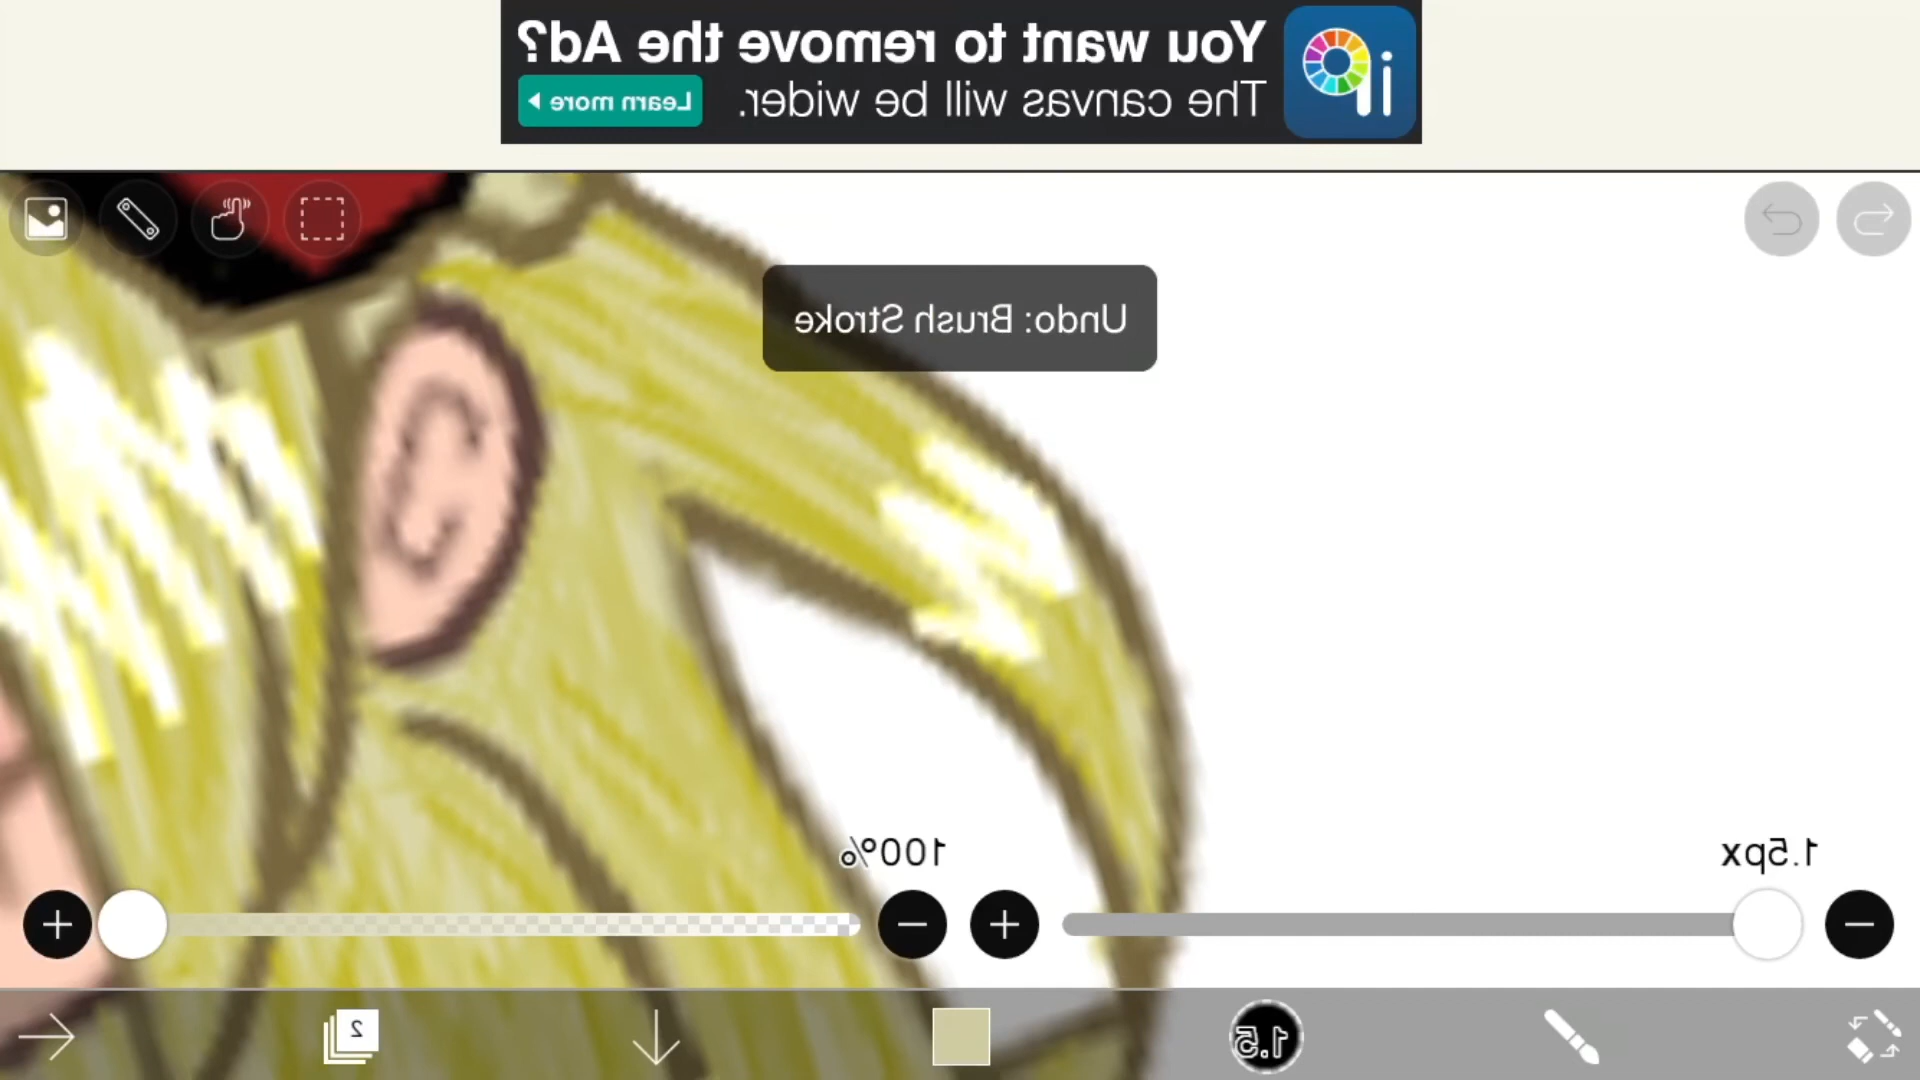 You want to remove the Ad?
The canvas will be wider.
Learn more
Undo: Brush Stroke
100%
1.5px
2
1.5